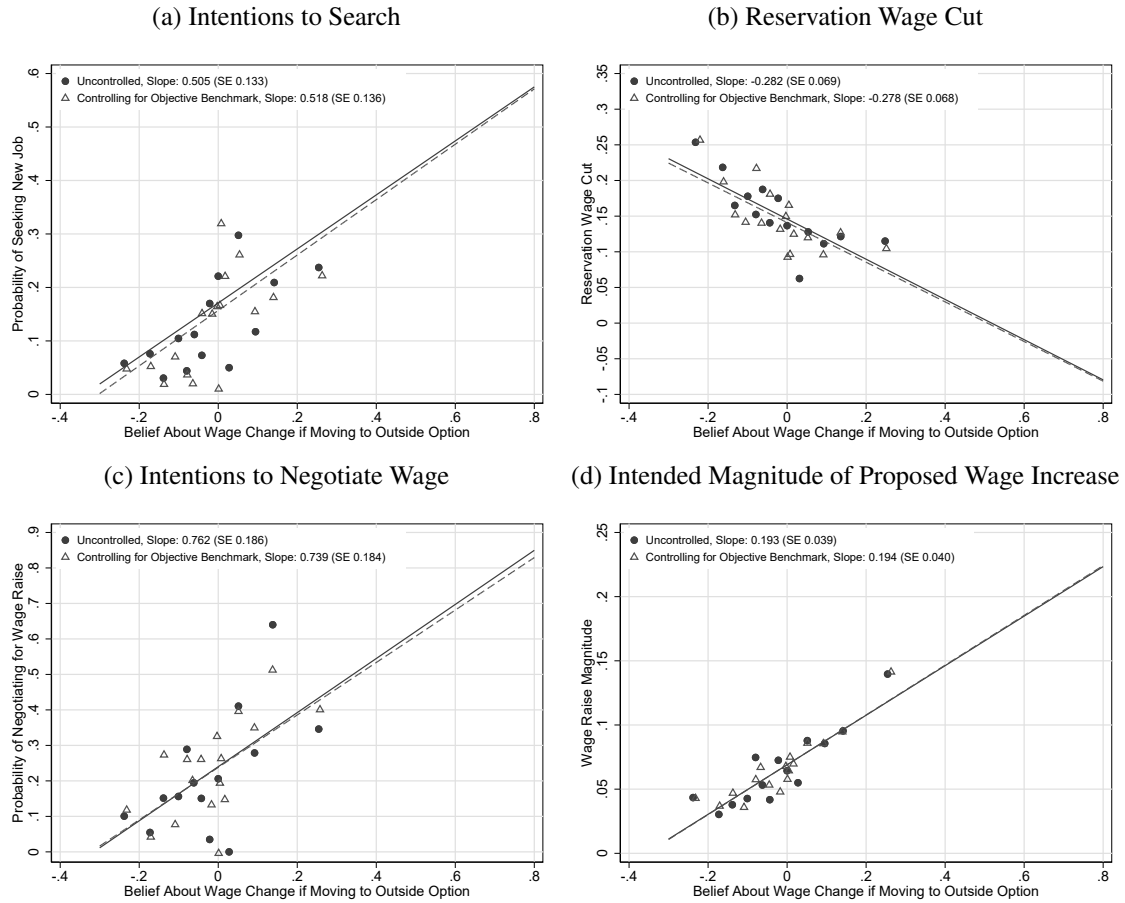 (a) Intentions to Search
Uncontrolled, Slope: 0.505 (SE 0.133)
Controlling for Objective Benchmark, Slope: 0.518 (SE 0.136)
Probability of Seeking New Job
.6
.5
.4
.3
.2
.1
0
-.4 -.2 0 .2 .4 .6 .8
Belief About Wage Change if Moving to Outside Option
(b) Reservation Wage Cut
Uncontrolled, Slope: -0.282 (SE 0.069)
Controlling for Objective Benchmark, Slope: -0.278 (SE 0.068)
Reservation Wage Cut
.35
.3
.25
.2
.15
.1
.05
0
-.05
-.1
-.4 -.2 0 .2 .4 .6 .8
Belief About Wage Change if Moving to Outside Option
(c) Intentions to Negotiate Wage
Uncontrolled, Slope: 0.762 (SE 0.186)
Controlling for Objective Benchmark, Slope: 0.739 (SE 0.184)
Probability of Negotiating for Wage Raise
.9
.8
.7
.6
.5
.4
.3
.2
.1
0
-.4 -.2 0 .2 .4 .6 .8
Belief About Wage Change if Moving to Outside Option
(d) Intended Magnitude of Proposed Wage Increase
Uncontrolled, Slope: 0.193 (SE 0.039)
Controlling for Objective Benchmark, Slope: 0.194 (SE 0.040)
Wage Raise Magnitude
.25
.2
.15
.1
.05
0
-.4 -.2 0 .2 .4 .6 .8
Belief About Wage Change if Moving to Outside Option